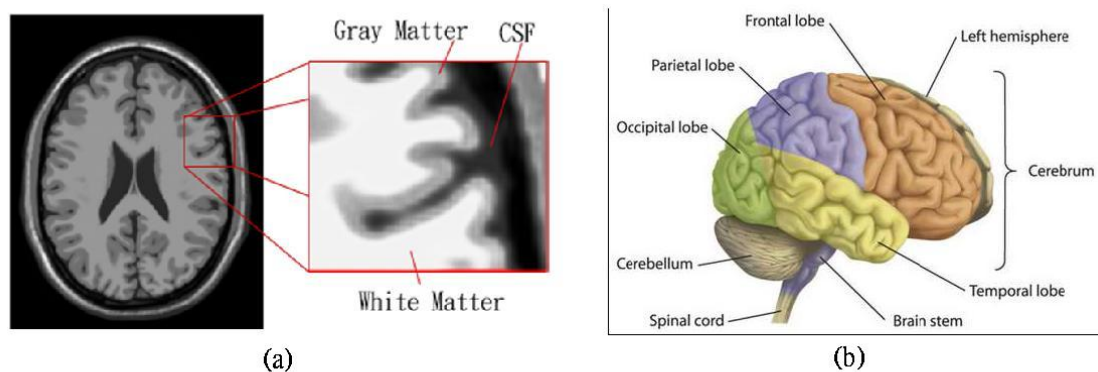 Gray Matter
CSF
White Matter
(a)
Frontal lobe
Left hemisphere
Parietal lobe
Occipital lobe
Cerebrum
Cerebellum
Temporal lobe
Spinal cord
Brain stem
(b)